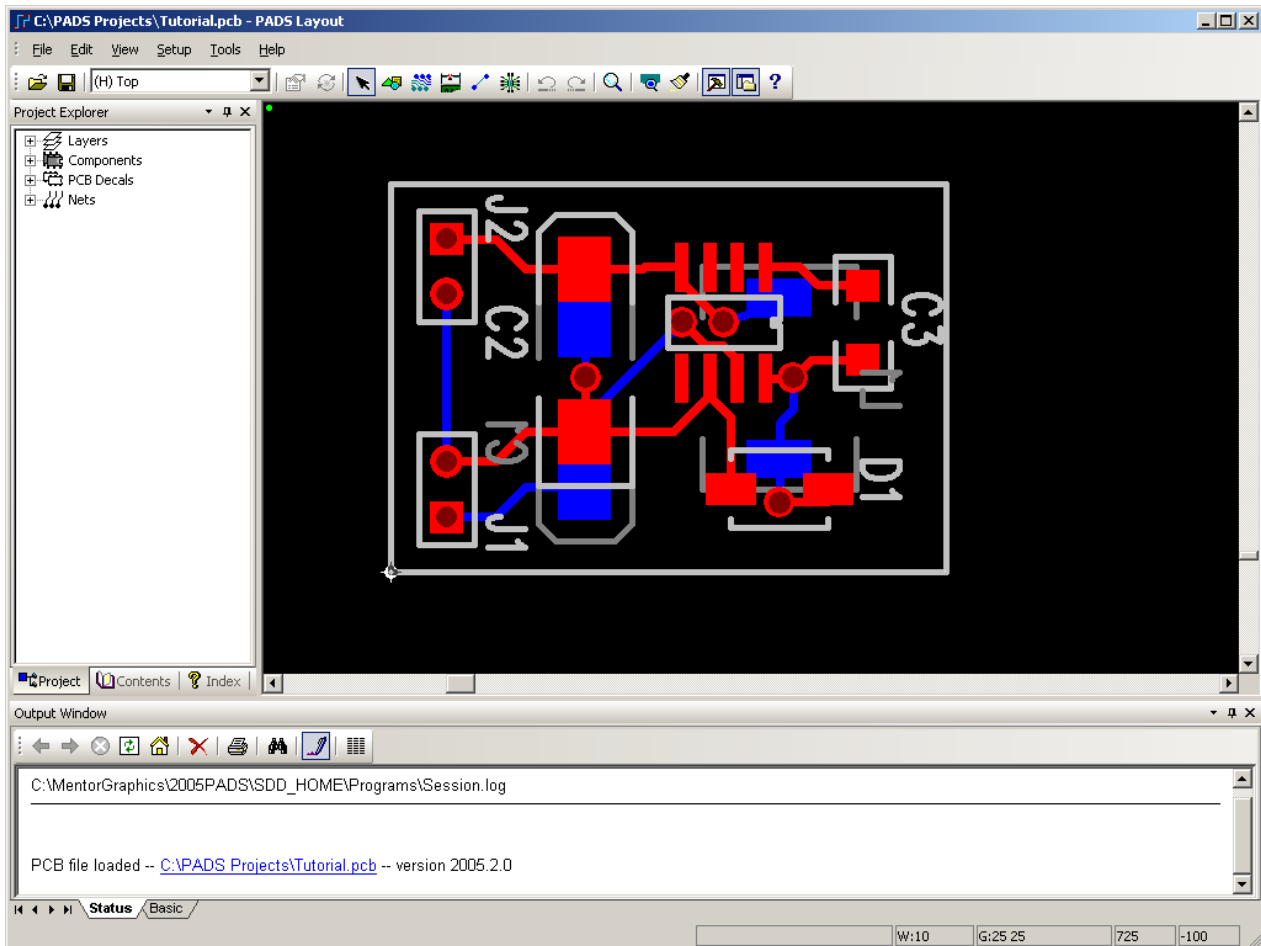 C:\PADS Projects\Tutorial.pcb - PADS Layout
File Edit View Setup Tools Help
(H) Top
Project Explorer
Layers
Components
PCB Decals
Nets
J2
C2
C3
D1
J1
Project Contents Index
Output Window
C:\MentorGraphics\2005PADS\SDD_HOME\Programs\Session.log
PCB file loaded -- C:\PADS Projects\Tutorial.pcb -- version 2005.2.0
Status Basic
W:10 G:25 25 725 -100